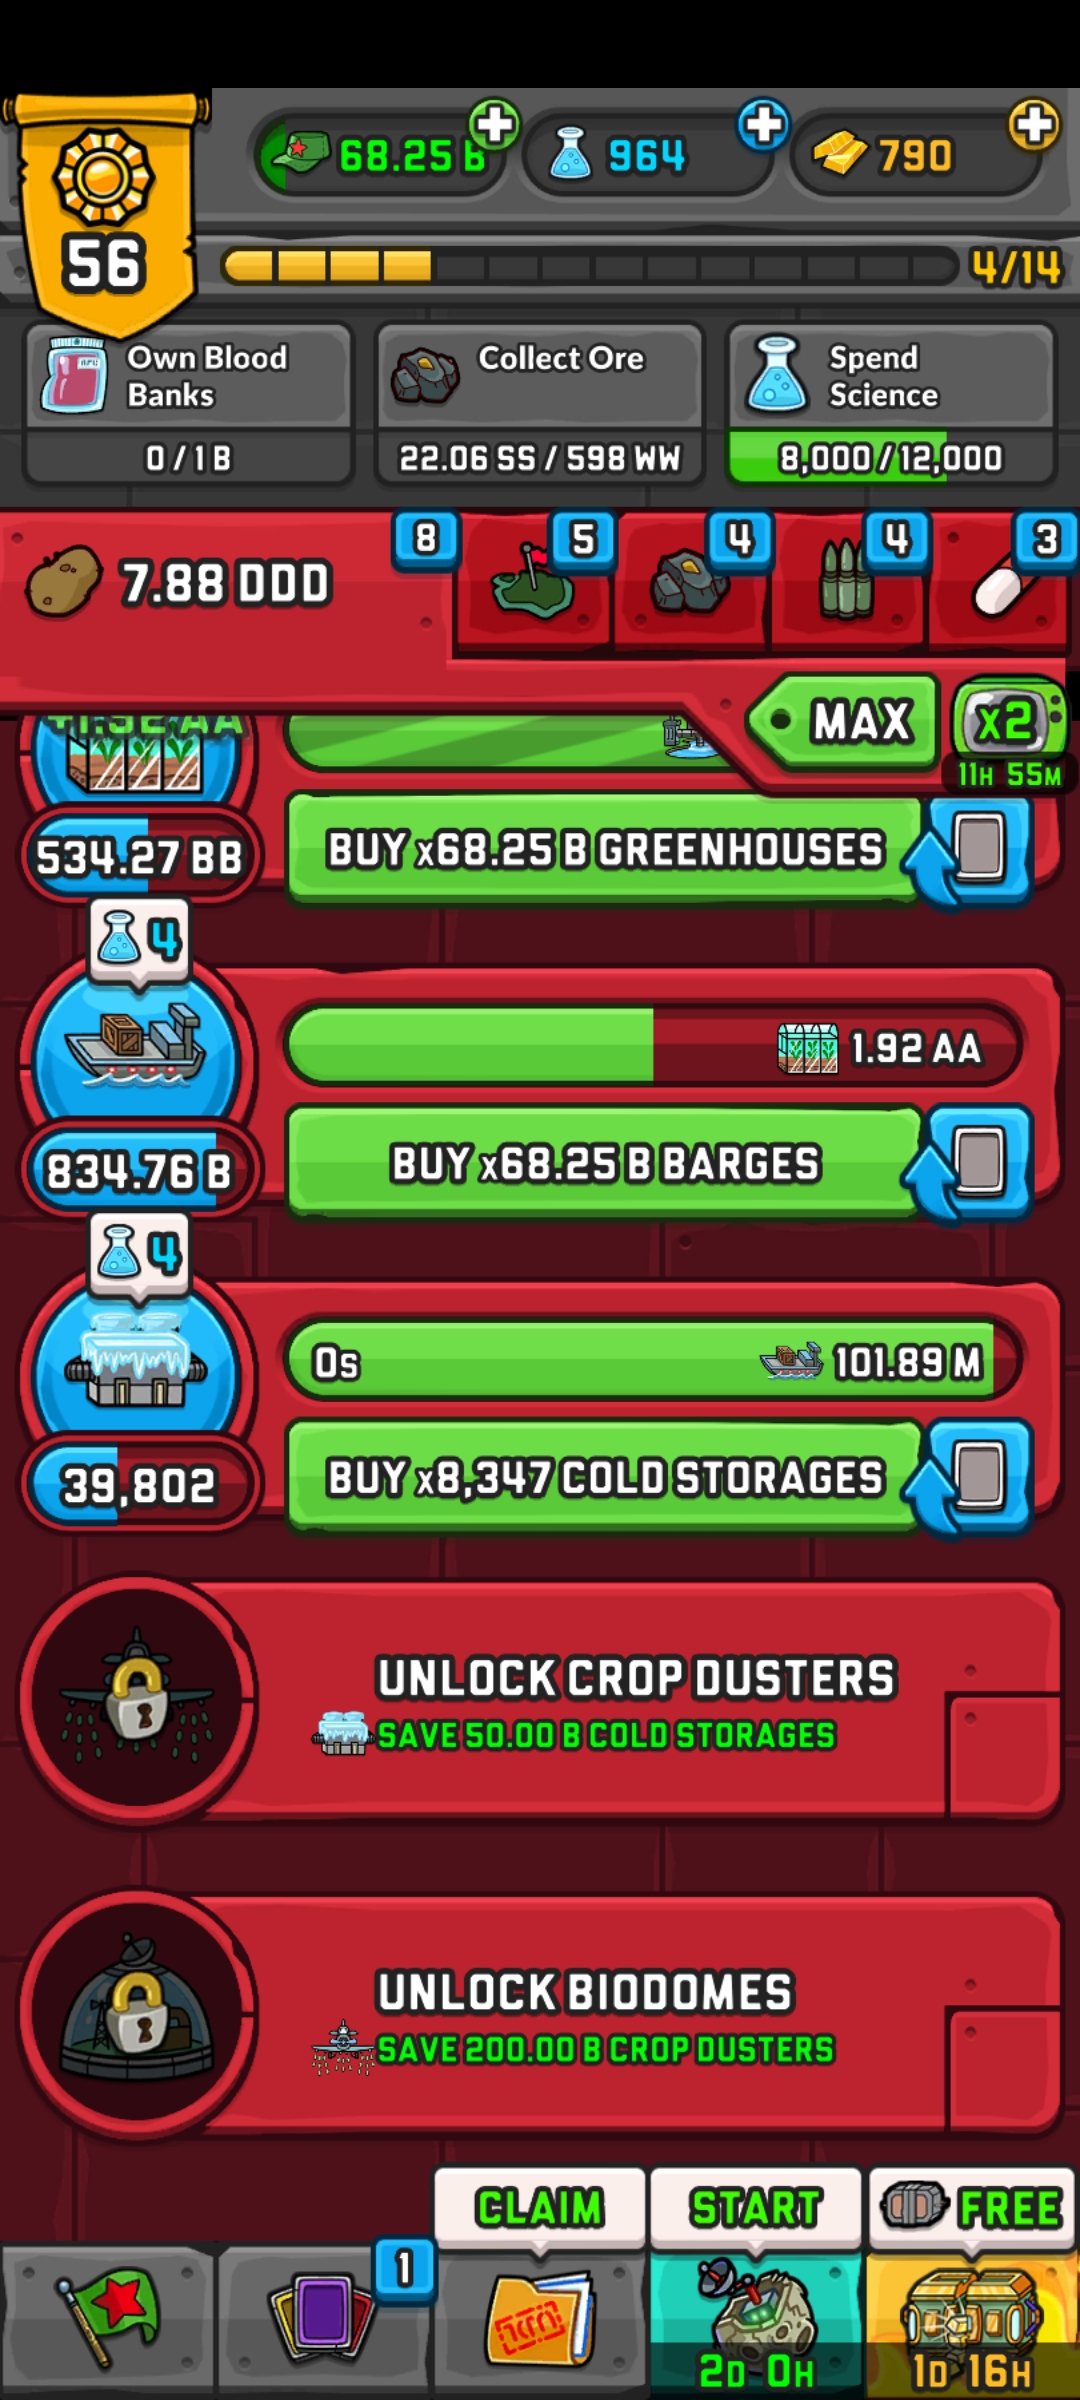 68.25 B
964
790
56
4/14
Own Blood
Banks
0 / 1 B
Collect Ore
22.06 SS / 598 WW
Spend
Science
8,000 / 12,000
7.88 DDD
8
5
4
4
3
MAX
x2
11H 55M
+1.92 AA
534.27 BB
BUY x68.25 B GREENHOUSES
4
1.92 AA
834.76 B
BUY x68.25 B BARGES
4
0s
101.89 M
39,802
BUY x8,347 COLD STORAGES
UNLOCK CROP DUSTERS
SAVE 50.00 B COLD STORAGES
UNLOCK BIODOMES
SAVE 200.00 B CROP DUSTERS
CLAIM
START
FREE
1
2D 0H
1D 16H